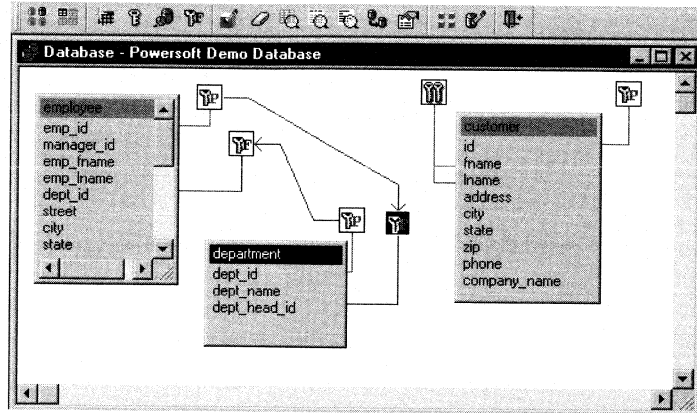 Database - Powersoft Demo Database
employee
emp_id
manager_id
emp_fname
emp_lname
dept_id
street
city
state
P
F
P
department
dept_id
dept_name
dept_head_id
P
customer
id
fname
lname
address
city
state
zip
phone
company_name